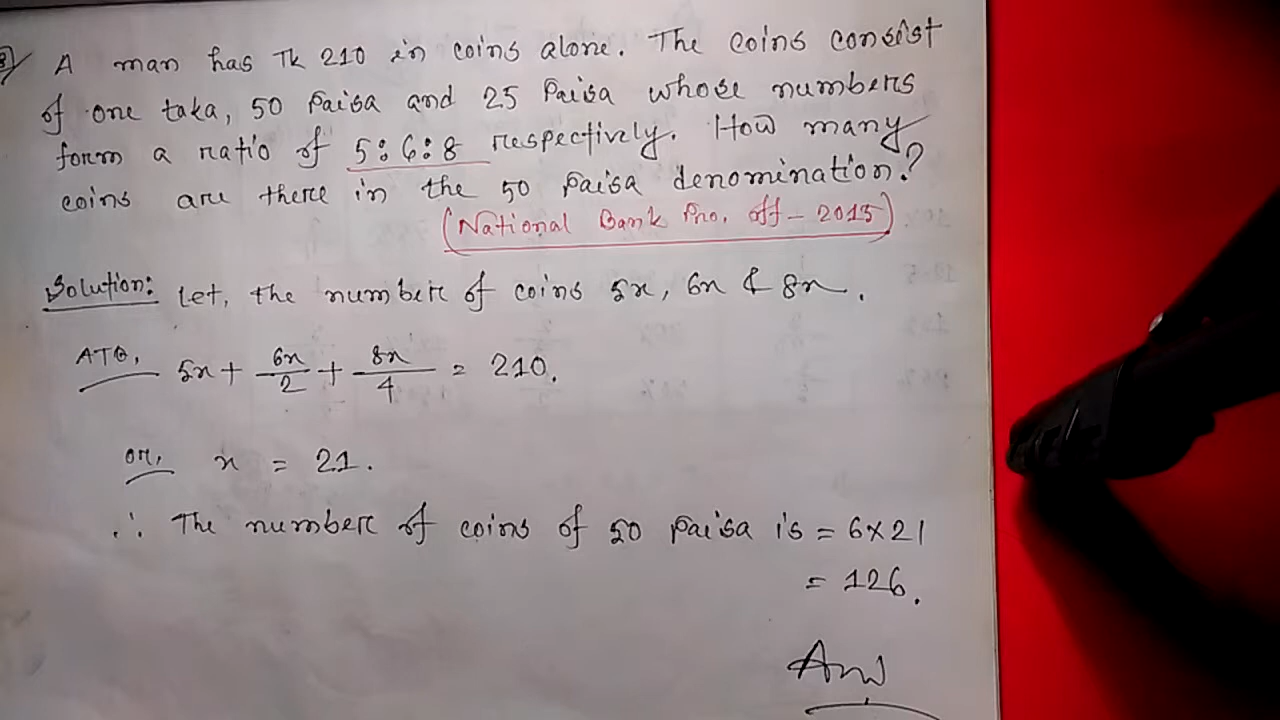 A man has Tk 210 in coins alone. The coins consist
of one taka, 50 Paisa and 25 Paisa whose numbers
form a ratio of 5:6:8 respectively. How many
coins are there in the 50 Paisa denomination?
(National Bank Pro. off - 2015)
Solution: Let, the number of coins 5x, 6x & 8x.
ATQ, 5x + 6x/2 + 8x/4 = 210.
or, x = 21.
∴ The number of coins of 50 Paisa is = 6×21
= 126.
Ans